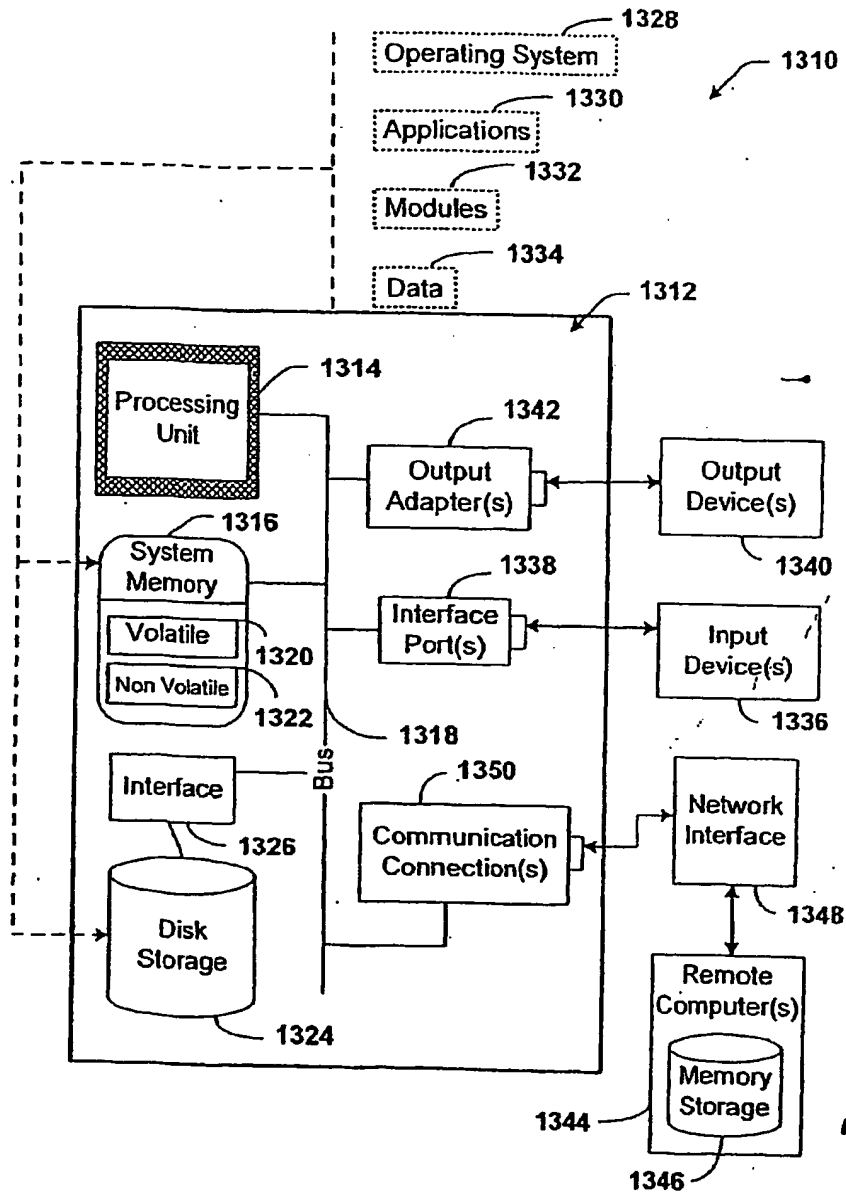 1328
Operating System
1310
1330
Applications
1332
Modules
1334
Data
1312
1314
Processing
Unit
1342
Output
Adapter(s)
Output
Device(s)
1340
1316
System
Memory
Volatile
1320
Non Volatile
1322
1338
Interface
Port(s)
Input
Device(s)
1336
1318
Bus
Interface
1326
1350
Communication
Connection(s)
Network
Interface
1348
Disk
Storage
1324
Remote
Computer(s)
Memory
Storage
1344
1346